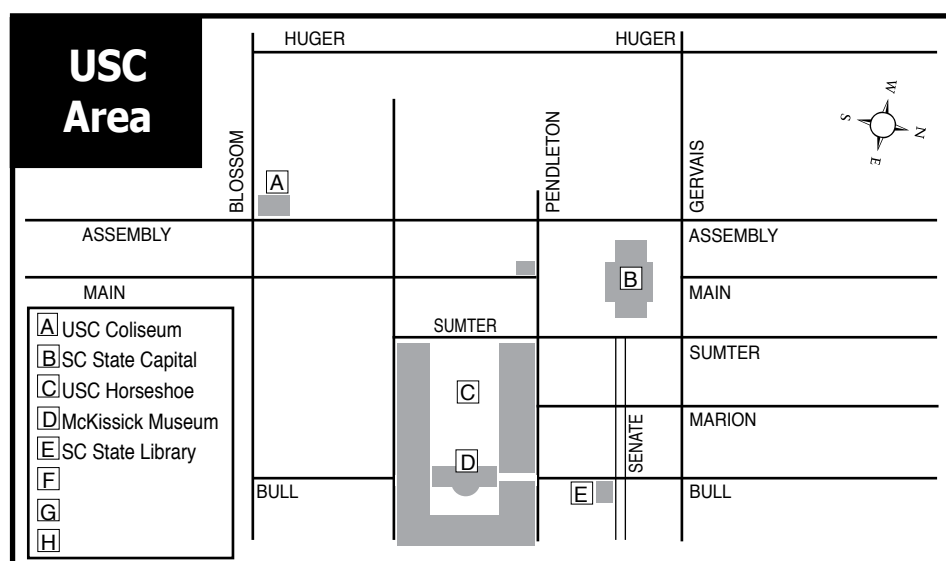 USC
Area
HUGER
HUGER
W
N
S
E
BLOSSOM
PENDLETON
GERVAIS
A
ASSEMBLY
ASSEMBLY
B
MAIN
MAIN
A USC Coliseum
B SC State Capital
C USC Horseshoe
D McKissick Museum
E SC State Library
F
G
H
SUMTER
SUMTER
C
MARION
SENATE
D
BULL
E
BULL